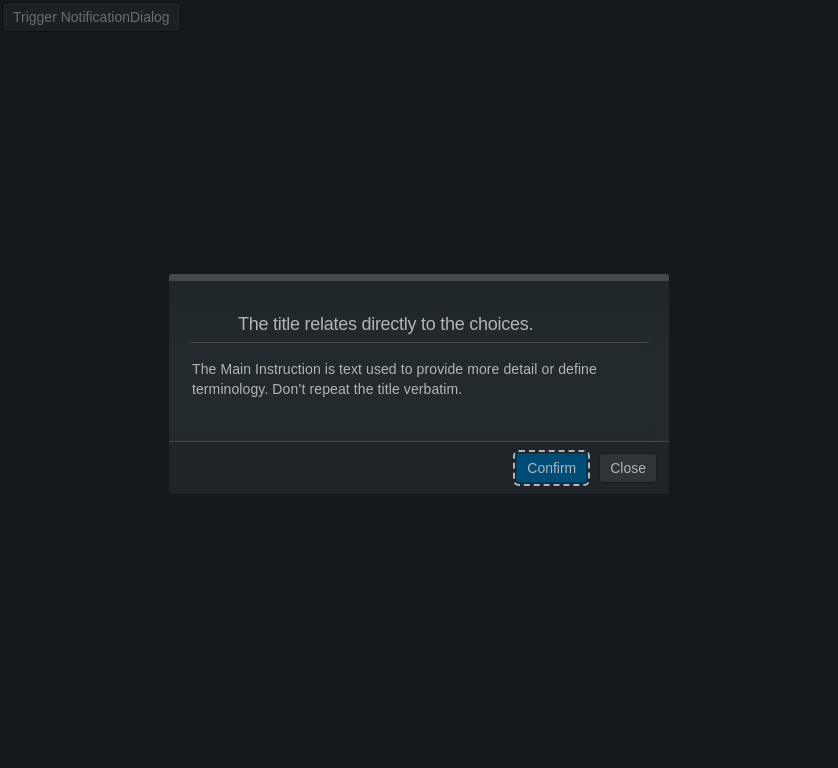 Trigger NotificationDialog
The title relates directly to the choices.
The Main Instruction is text used to provide more detail or define
terminology. Don’t repeat the title verbatim.
Confirm Close